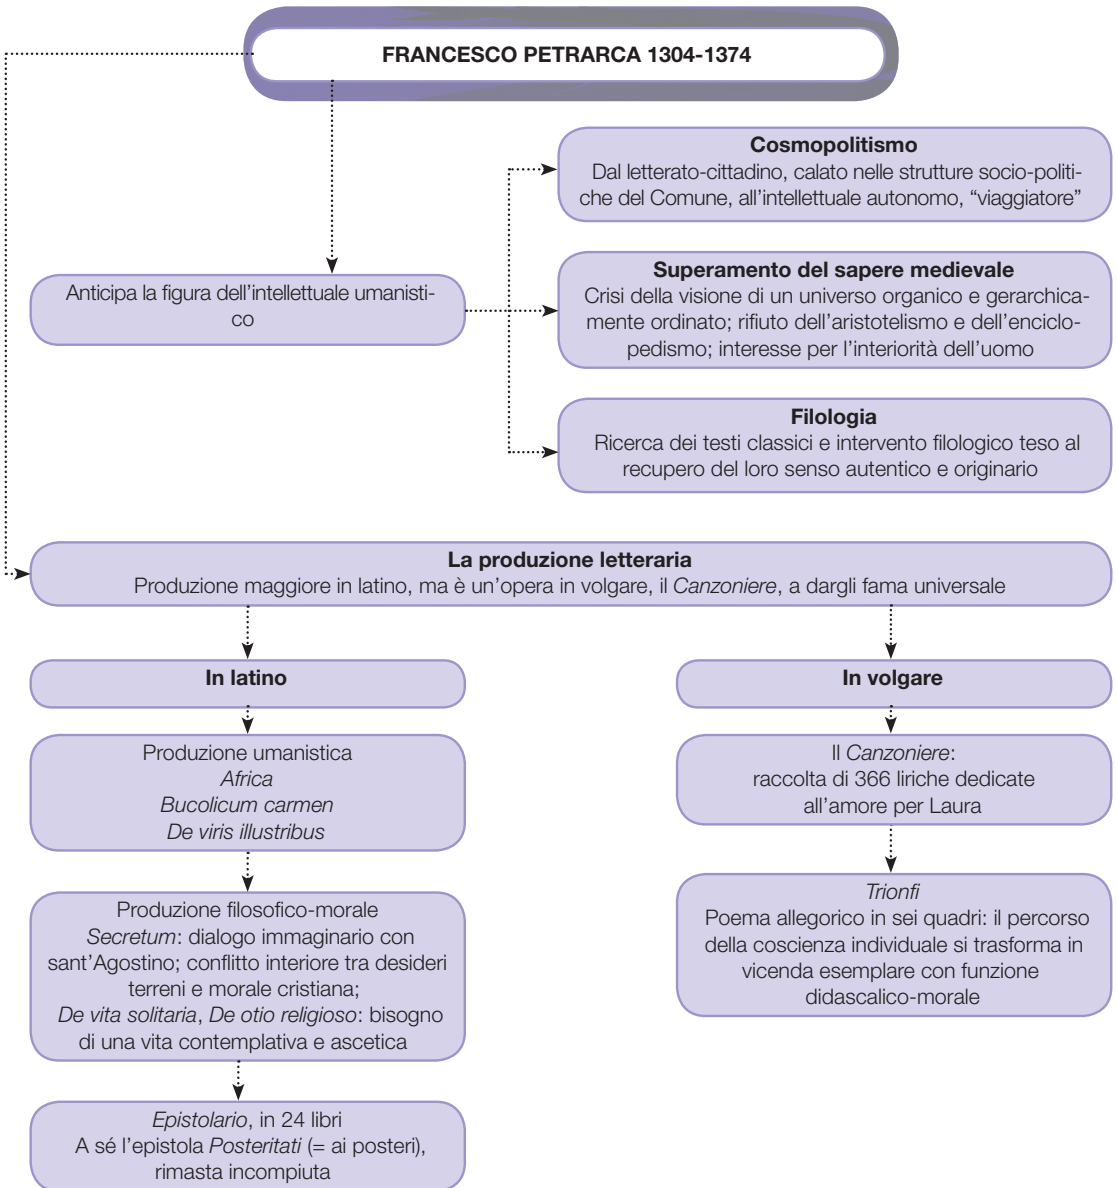 FRANCESCO PETRARCA 1304-1374
Cosmopolitismo
Dal letterato-cittadino, calato nelle strutture socio-politi-
che del Comune, all’intellettuale autonomo, “viaggiatore”
Anticipa la figura dell’intellettuale umanisti-
co
Superamento del sapere medievale
Crisi della visione di un universo organico e gerarchica-
mente ordinato; rifiuto dell’aristotelismo e dell’enciclo-
pedismo; interesse per l’interiorità dell’uomo
Filologia
Ricerca dei testi classici e intervento filologico teso al
recupero del loro senso autentico e originario
La produzione letteraria
Produzione maggiore in latino, ma è un’opera in volgare, il Canzoniere, a dargli fama universale
In latino
Produzione umanistica
Africa
Bucolicum carmen
De viris illustribus
Produzione filosofico-morale
Secretum: dialogo immaginario con
sant’Agostino; conflitto interiore tra desideri
terreni e morale cristiana;
De vita solitaria, De otio religioso: bisogno
di una vita contemplativa e ascetica
Epistolario, in 24 libri
A sé l’epistola Posteritati (= ai posteri),
rimasta incompiuta
In volgare
Il Canzoniere:
raccolta di 366 liriche dedicate
all’amore per Laura
Trionfi
Poema allegorico in sei quadri: il percorso
della coscienza individuale si trasforma in
vicenda esemplare con funzione
didascalico-morale